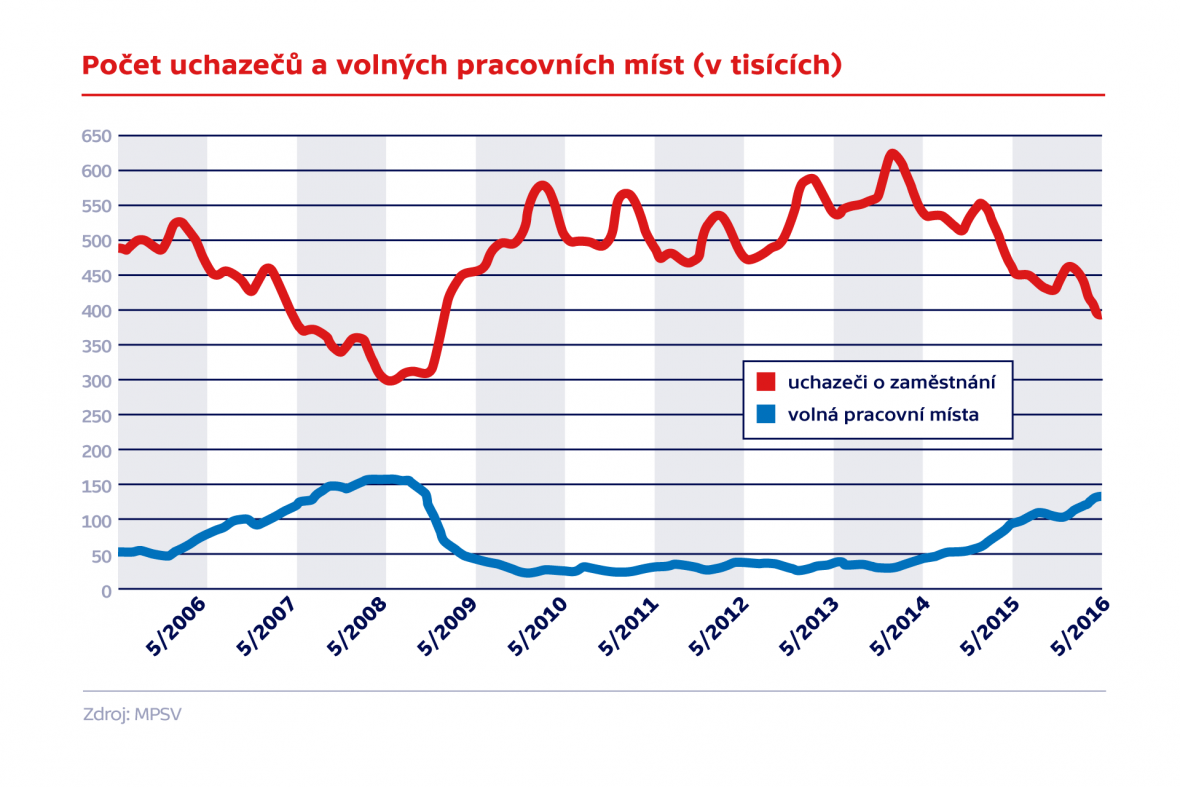 Počet uchazečů a volných pracovních míst (v tisících)
650
600
550
500
450
400
350
300
250
200
150
100
50
0
uchazeči o zaměstnání
volná pracovní místa
5/2006 5/2007 5/2008 5/2009 5/2010 5/2011 5/2012 5/2013 5/2014 5/2015 5/2016
Zdroj: MPSV